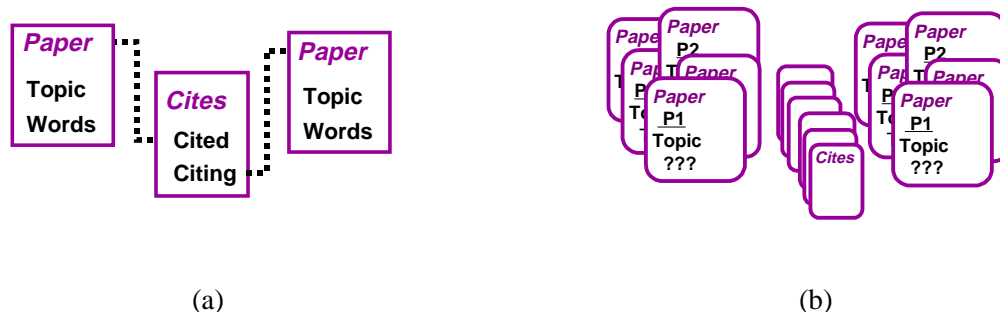 Paper
Topic
Words
Cites
Cited
Citing
Paper
Topic
Words
(a)
Paper
P2
Paper
P1
Topic
???
Cites
Paper
P2
Paper
P1
Topic
???
(b)